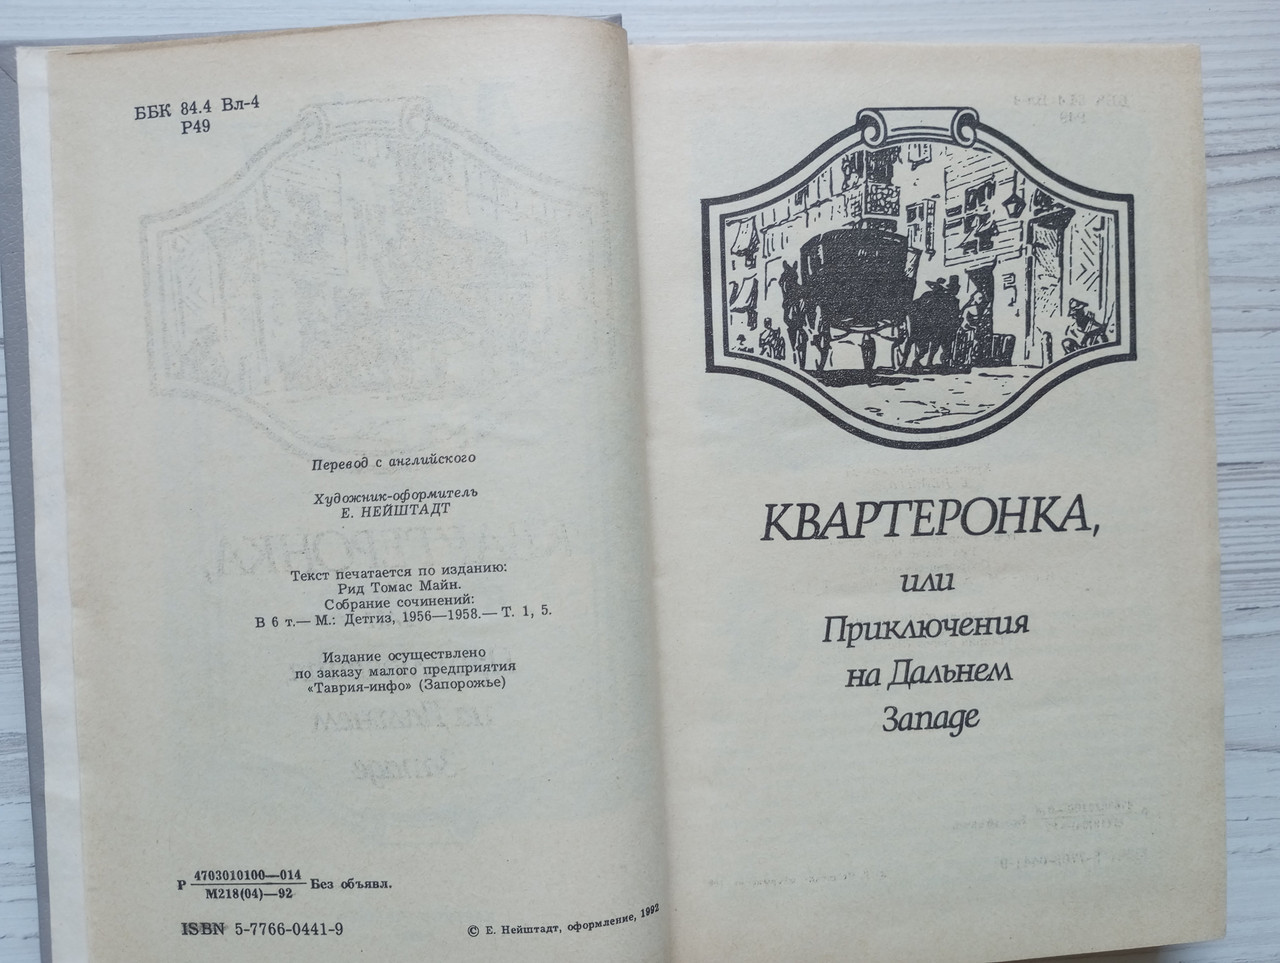 ББК 84.4 Вл-4
Р49
Перевод с английского
Художник-оформитель
Е. НЕЙШТАДТ
Текст печатается по изданию:
Рид Томас Майн.
Собрание сочинений:
В 6 т.— М.: Детгиз, 1956—1958.— Т. 1, 5.
Издание осуществлено
по заказу малого предприятия
«Таврия-инфо» (Запорожье)
Р 4703010100—014 Без объявл.
М218(04)—92
ISBN 5-7766-0441-9
© Е. Нейштадт, оформление, 1992
КВАРТЕРОНКА,
или
Приключения
на Дальнем
Западе